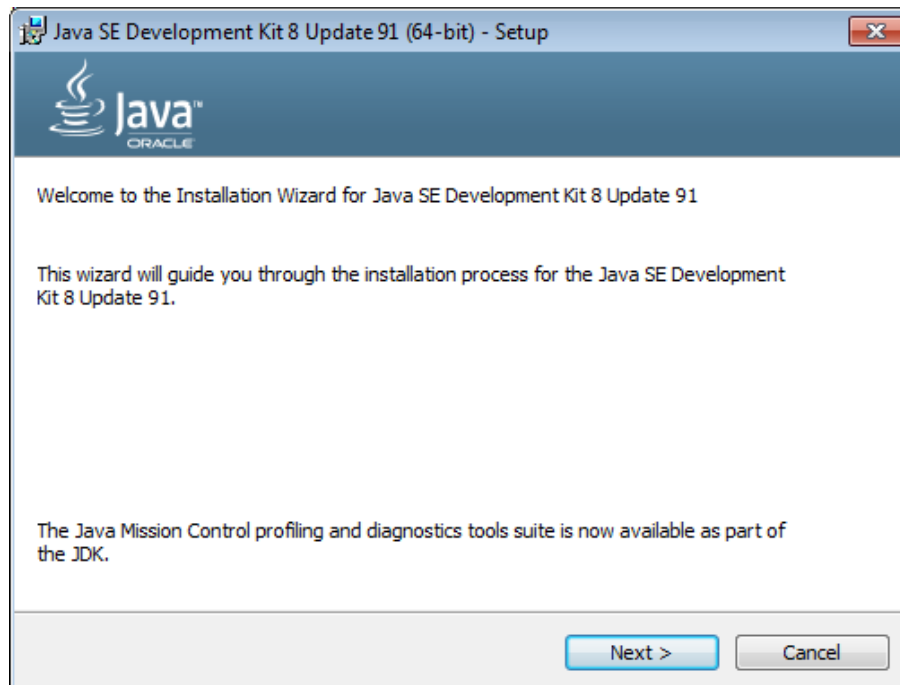 Java SE Development Kit 8 Update 91 (64-bit) - Setup
Java™
ORACLE
Welcome to the Installation Wizard for Java SE Development Kit 8 Update 91
This wizard will guide you through the installation process for the Java SE Development
Kit 8 Update 91.
The Java Mission Control profiling and diagnostics tools suite is now available as part of
the JDK.
Next >
Cancel